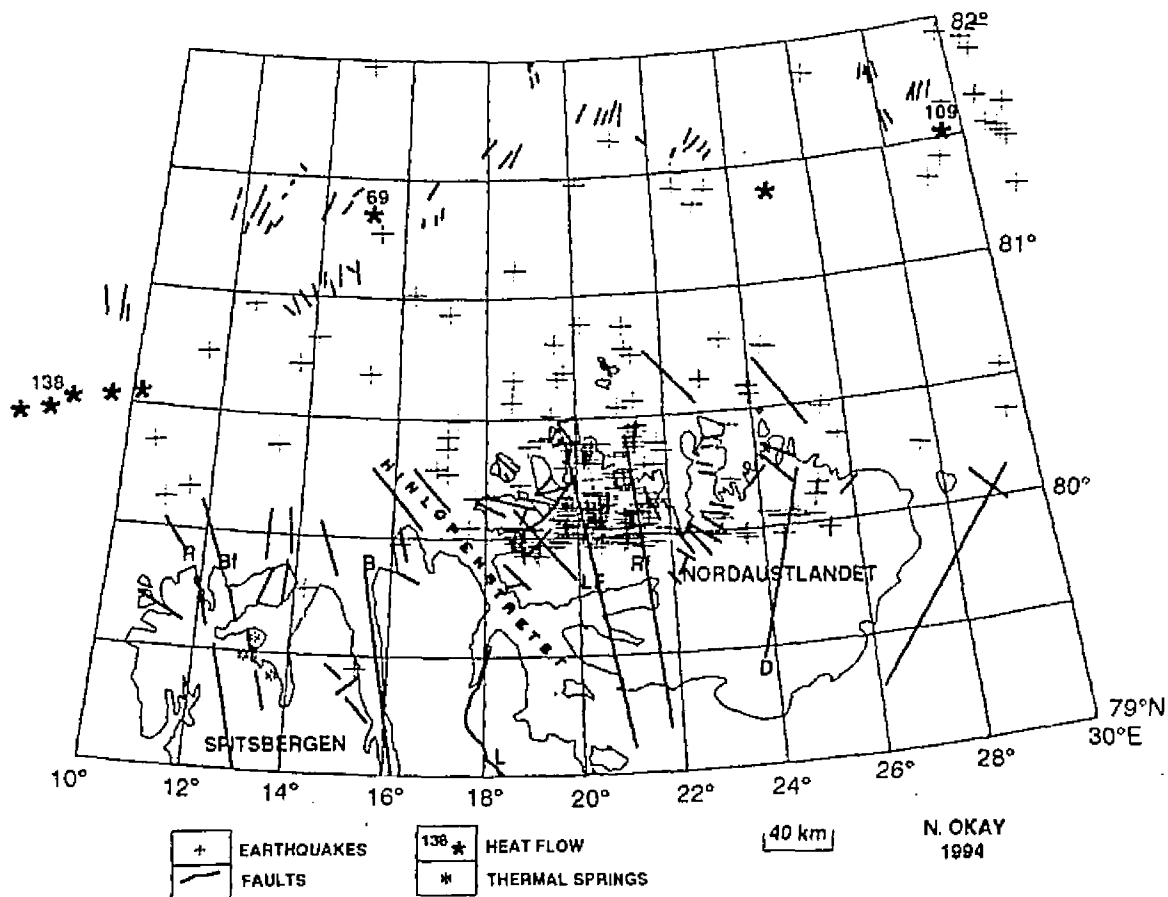 82°
109
69
81°
138
80°
HINLOPENSTRETET
R
Bf
B
LF
Rf
NORDAUSTLANDET
D
SPITSBERGEN
L
79°N
30°E
10°
12°
14°
16°
18°
20°
22°
24°
26°
28°
+ EARTHQUAKES
FAULTS
138 * HEAT FLOW
* THERMAL SPRINGS
40 km
N. OKAY
1994